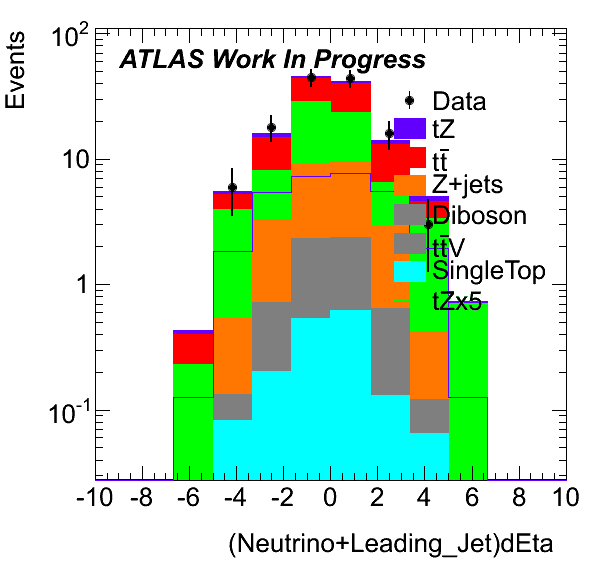 Events
10²
10
1
10⁻¹
ATLAS Work In Progress
Data
tZ
tt̄
Z+jets
Diboson
tt̄V
SingleTop
tZx5
-10 -8 -6 -4 -2 0 2 4 6 8 10
(Neutrino+Leading_Jet)dEta